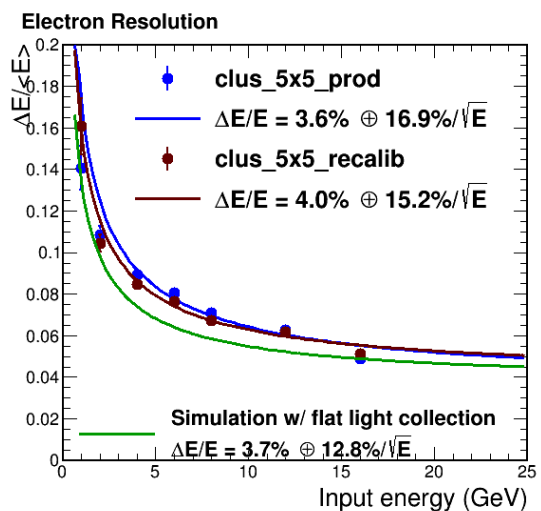 Electron Resolution
ΔE/<E>
0.2
0.18
0.16
0.14
0.12
0.1
0.08
0.06
0.04
0.02
0
clus_5x5_prod
ΔE/E = 3.6% ⊕ 16.9%/√E
clus_5x5_recalib
ΔE/E = 4.0% ⊕ 15.2%/√E
Simulation w/ flat light collection
ΔE/E = 3.7% ⊕ 12.8%/√E
0 5 10 15 20 25
Input energy (GeV)